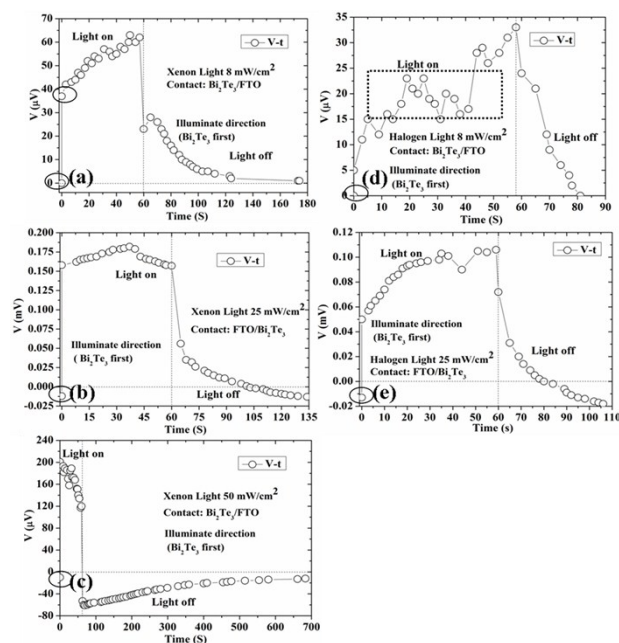 70
60
50
40
30
20
10
0
V (μV)
Light on
V-t
Xenon Light 8 mW/cm²
Contact: Bi₂Te₃/FTO
Illuminate direction
(Bi₂Te₃ first)
Light off
(a)
0 20 40 60 80 100 120 140 160 180
Time (S)
35
30
25
20
15
10
5
0
V (μV)
V-t
Light on
Halogen Light 8 mW/cm²
Contact: Bi₂Te₃/FTO
Light off
Illuminate direction
(Bi₂Te₃ first)
(d)
0 10 20 30 40 50 60 70 80 90
Time (S)
0.200
0.175
0.150
0.125
0.100
0.075
0.050
0.025
0.000
-0.025
V (mV)
V-t
Light on
Xenon Light 25 mW/cm²
Contact: FTO/Bi₂Te₃
Illuminate direction
( Bi₂Te₃ first)
(b)
Light off
0 15 30 45 60 75 90 105 120 135
Time (S)
0.12
0.10
0.08
0.06
0.04
0.02
0.00
-0.02
V (mV)
Light on
V-t
Illuminate direction
(Bi₂Te₃ first)
Light off
Halogen Light 25 mW/cm²
Contact: FTO/Bi₂Te₃
(e)
0 10 20 30 40 50 60 70 80 90 100 110
Time (s)
240
200
160
120
80
40
0
-40
-80
V (μV)
Light on
V-t
Xenon Light 50 mW/cm²
Contact: Bi₂Te₃/FTO
Illuminate direction
(Bi₂Te₃ first)
(c)
Light off
0 100 200 300 400 500 600 700
Time (S)